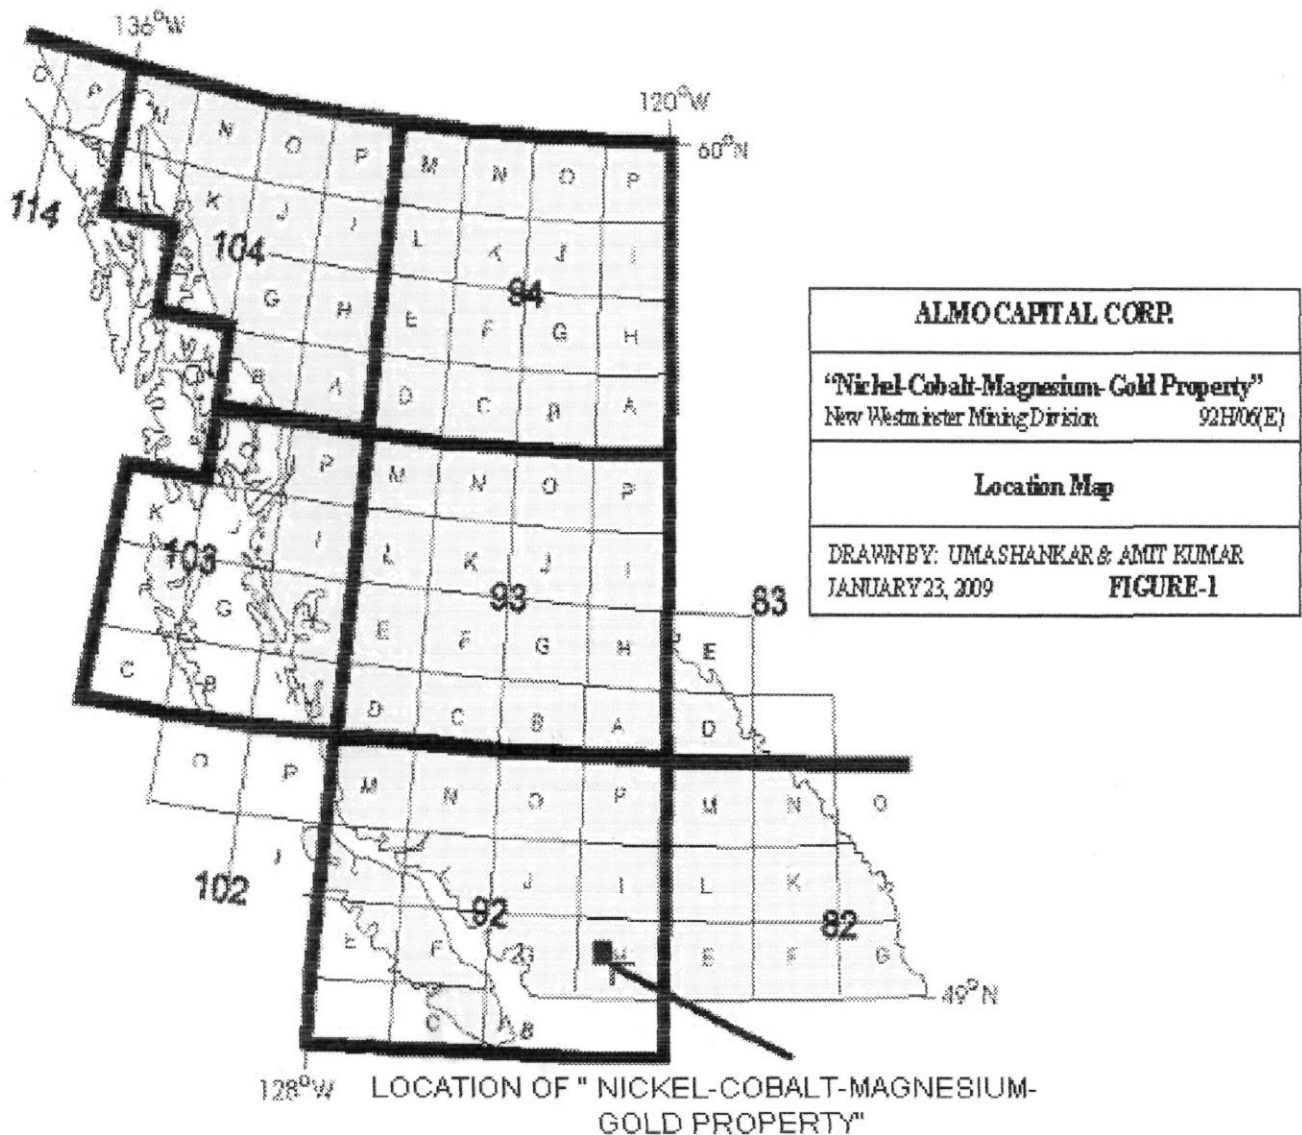 136°W
120°W
60°N
O P M N O P M N O P
114
K J I L K J I
104
G H E F G H
94
B A D C B A
ALMO CAPITAL CORP.
"Nickel-Cobalt-Magnesium- Gold Property"
New Westminster Mining Division 92H/06(E)
Location Map
DRAWN BY: UMASHANKAR & AMIT KUMAR
JANUARY 23, 2009 FIGURE-1
O P M N O P
K J I L K J I
103
93
83
G H E F G H E
C B A D C B A D
O P M N O P M N O
J K J I L K J
102
92
82
E F G H E F G
C B
49°N
128°W
LOCATION OF " NICKEL-COBALT-MAGNESIUM-
GOLD PROPERTY"